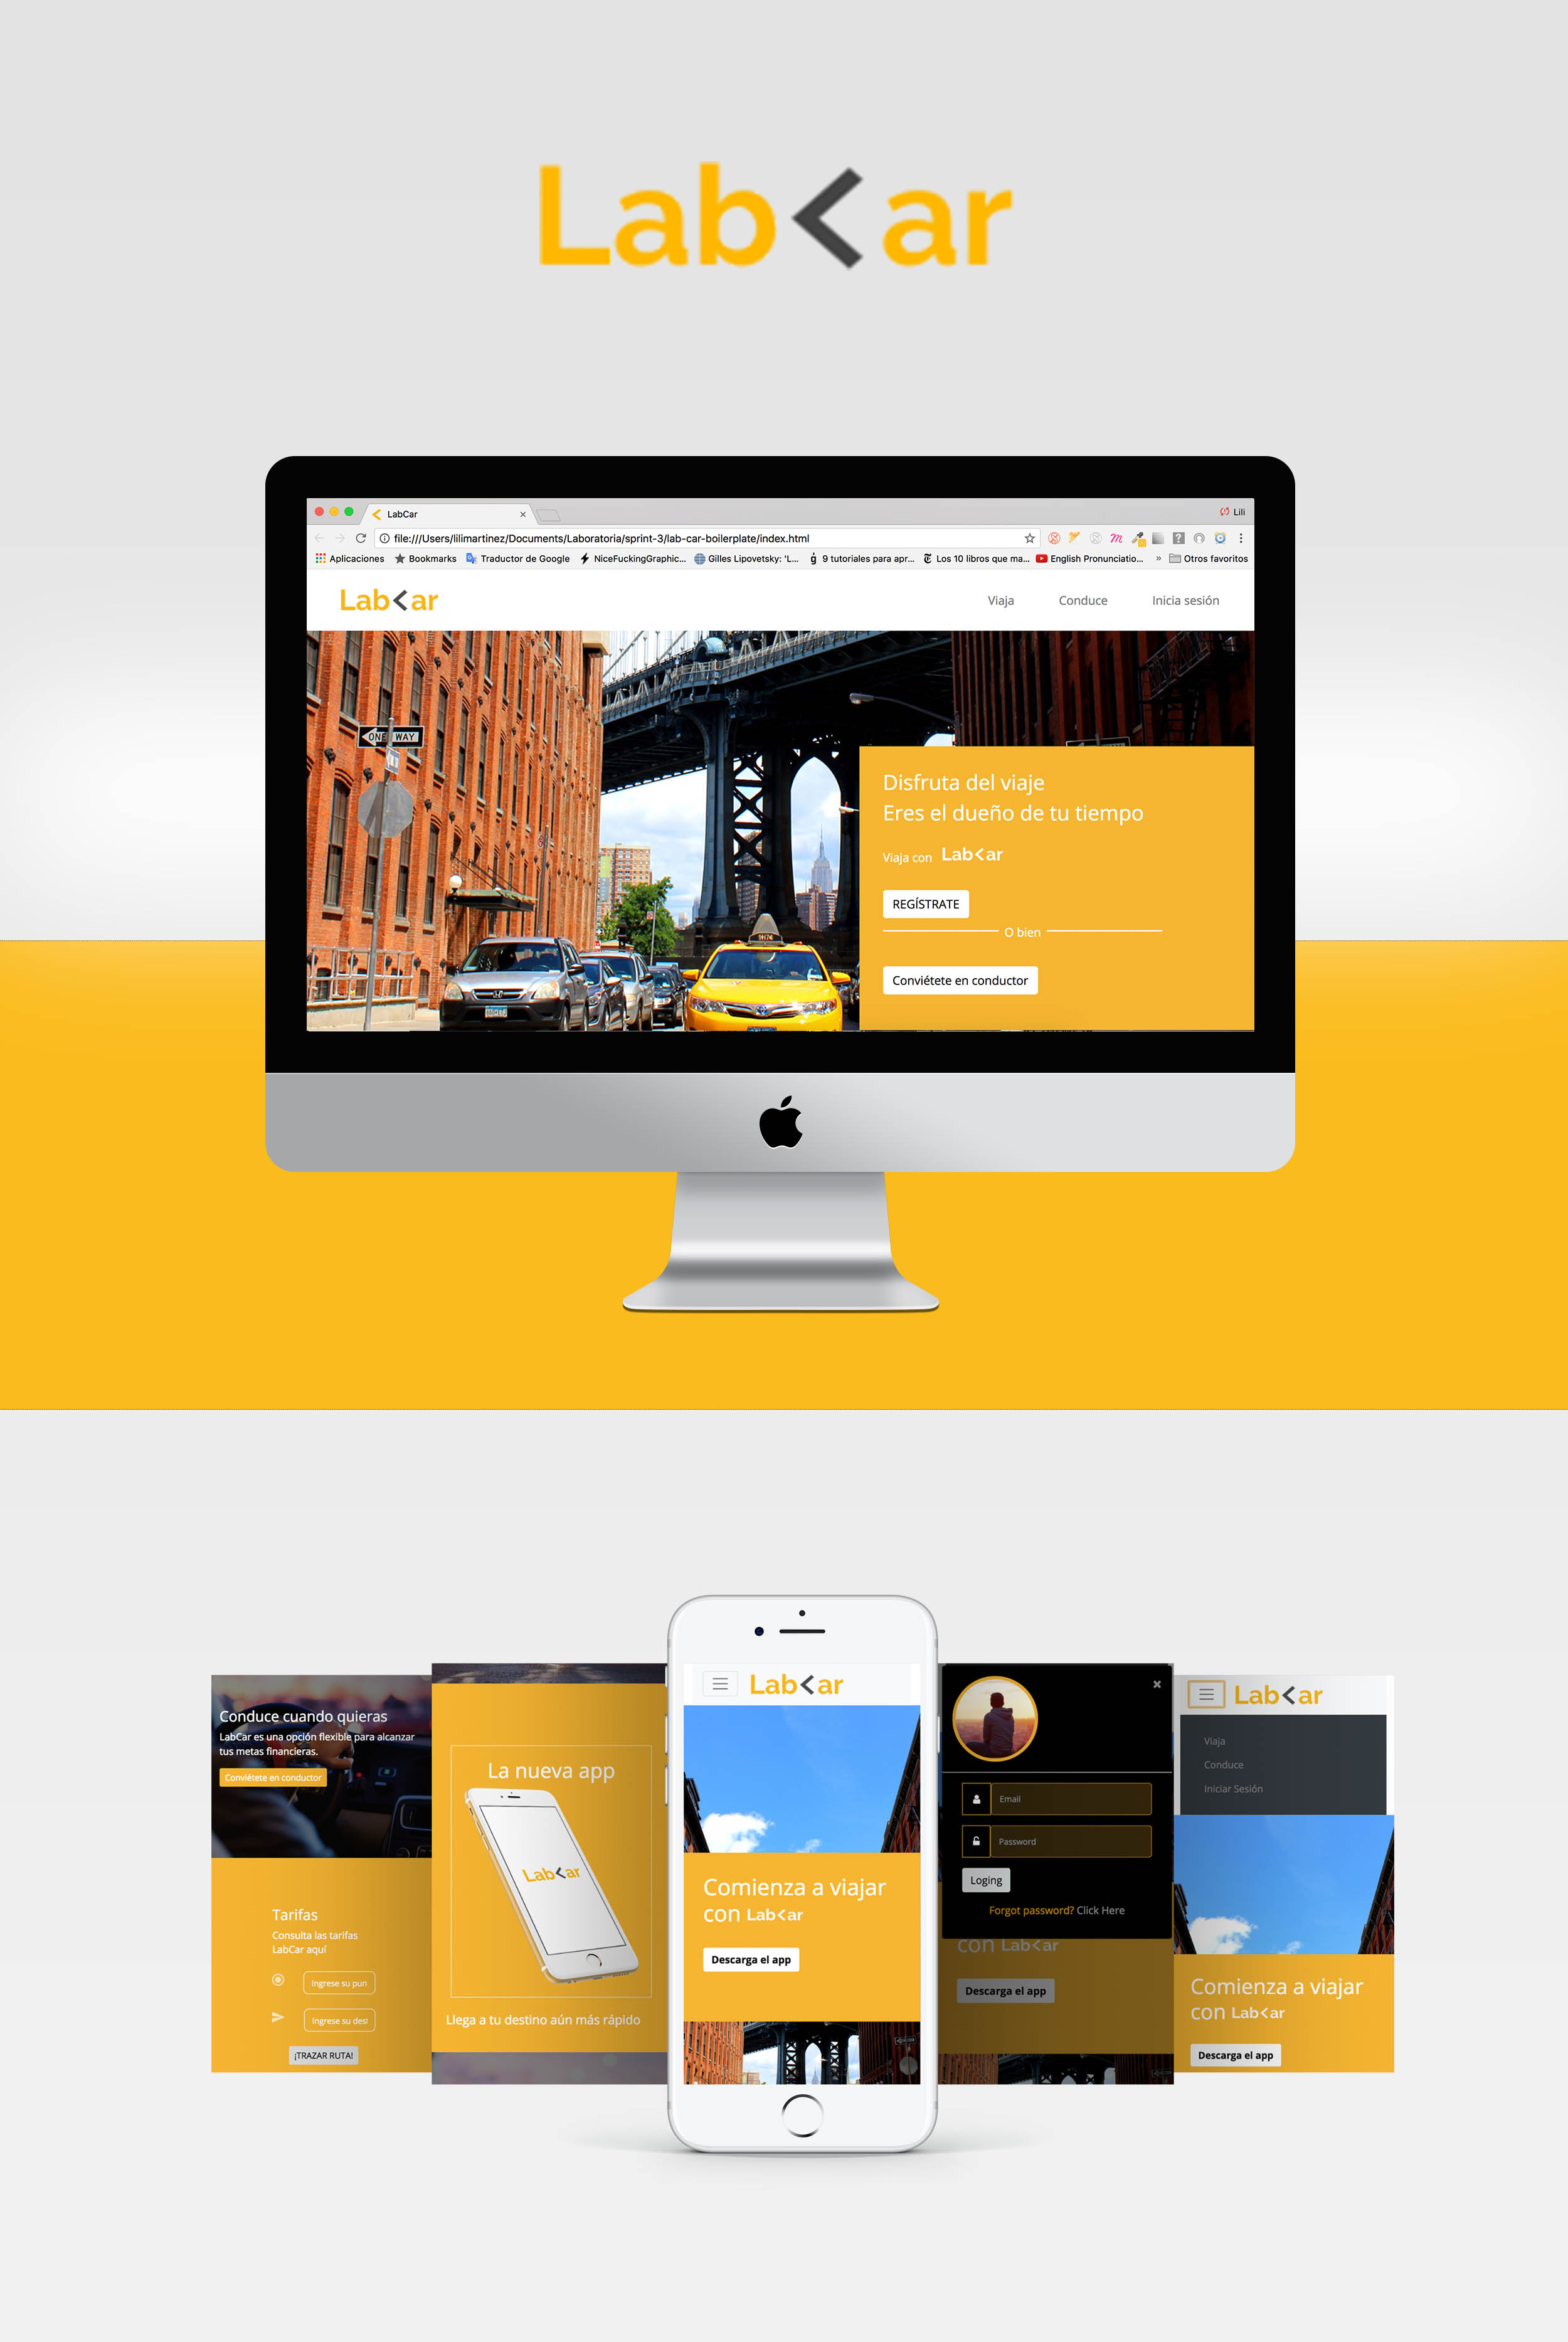 Lab<ar
LabCar
Lili
file:///Users/lilimartinez/Documents/Laboratoria/sprint-3/lab-car-boilerplate/index.html
Aplicaciones Bookmarks Traductor de Google NiceFuckingGraphic... Gilles Lipovetsky: 'L... 9 tutoriales para apr... Los 10 libros que ma... English Pronunciatio... » Otros favoritos
Lab<ar Viaja Conduce Inicia sesión
ONE WAY
Disfruta del viaje
Eres el dueño de tu tiempo
Viaja con Lab<ar
REGÍSTRATE
O bien
Conviétete en conductor
Conduce cuando quieras
LabCar es una opción flexible para alcanzar
tus metas financieras.
Conviétete en conductor
Tarifas
Consulta las tarifas
LabCar aquí
Ingrese su pun
Ingrese su desi
¡TRAZAR RUTA!
La nueva app
Lab<ar
Llega a tu destino aún más rápido
Lab<ar
Comienza a viajar
con Lab<ar
Descarga el app
Email
Password
Loging
Forgot password? Click Here
con Lab<ar
Descarga el app
Lab<ar
Viaja
Conduce
Iniciar Sesión
Comienza a viajar
con Lab<ar
Descarga el app